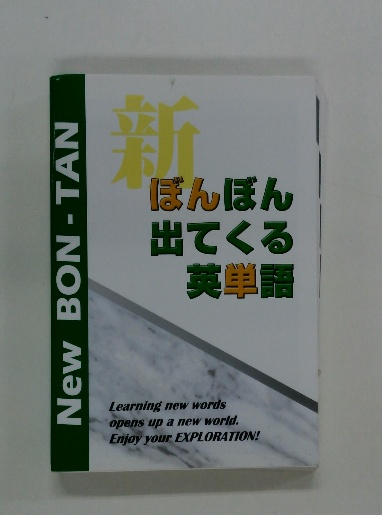 New BON-TAN
新
ぼんぼん
出てくる
英単語
Learning new words
opens up a new world.
Enjoy your EXPLORATION!